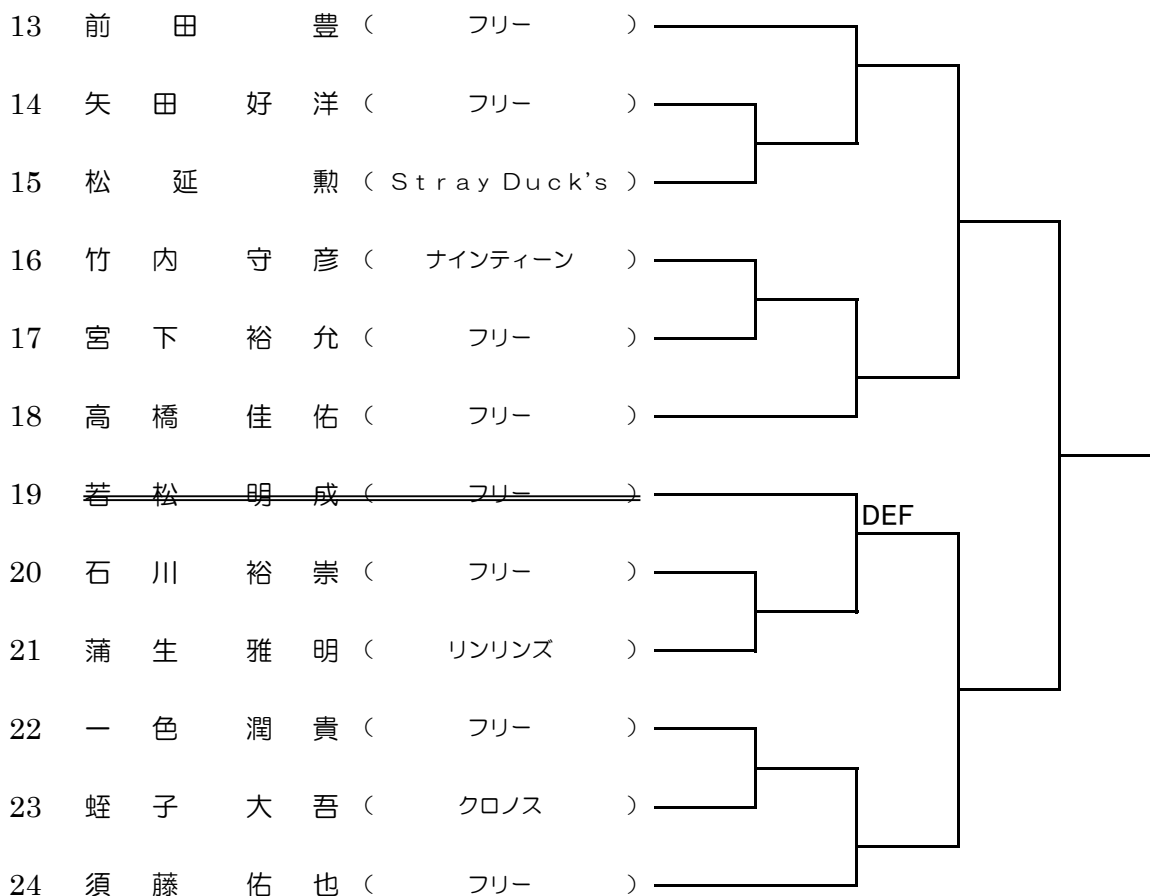 13 前田 豊 ( フリー )
14 矢田 好洋 ( フリー )
15 松延 勲 ( Stray Duck's )
16 竹内 守彦 ( ナインティーン )
17 宮下 裕允 ( フリー )
18 高橋 佳佑 ( フリー )
19 若松 明成 ( フリー )
DEF
20 石川 裕崇 ( フリー )
21 蒲生 雅明 ( リンリンズ )
22 一色 潤貴 ( フリー )
23 蛭子 大吾 ( クロノス )
24 須藤 佑也 ( フリー )